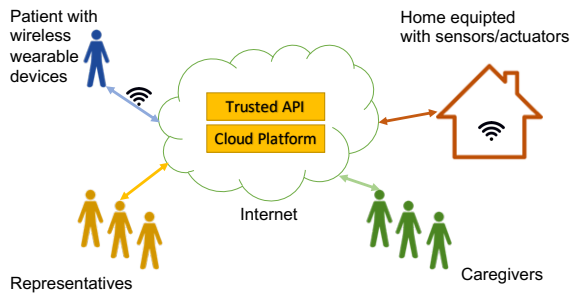 Patient with
wireless
wearable
devices
Home equipted
with sensors/actuators
Trusted API
Cloud Platform
Internet
Representatives
Caregivers